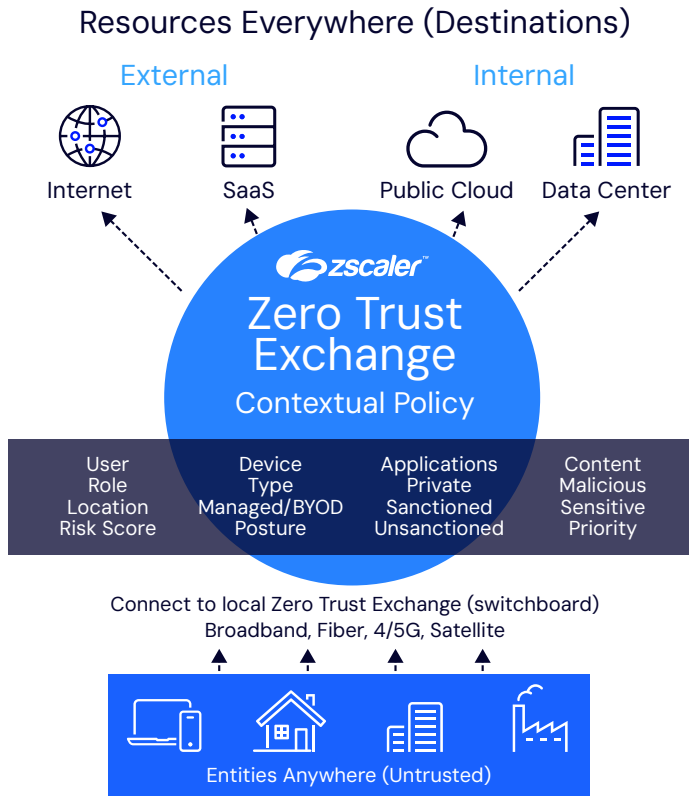 Resources Everywhere (Destinations)
External
Internal
Internet
SaaS
Public Cloud
Data Center
zscaler™
Zero Trust
Exchange
Contextual Policy
User
Role
Location
Risk Score
Device
Type
Managed/BYOD
Posture
Applications
Private
Sanctioned
Unsanctioned
Content
Malicious
Sensitive
Priority
Connect to local Zero Trust Exchange (switchboard)
Broadband, Fiber, 4/5G, Satellite
Entities Anywhere (Untrusted)